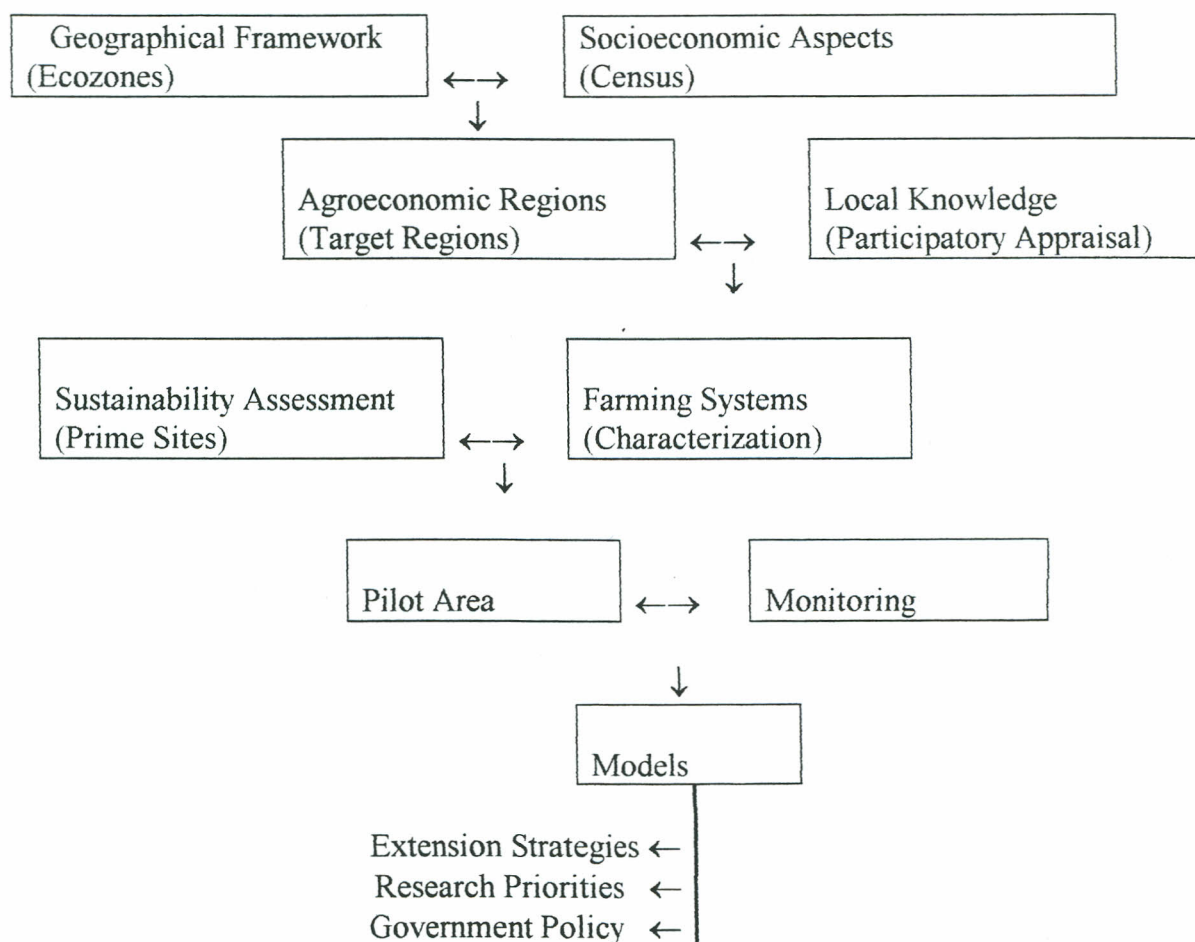 Geographical Framework
(Ecozones)
Socioeconomic Aspects
(Census)
←→
↓
Agroeconomic Regions
(Target Regions)
Local Knowledge
(Participatory Appraisal)
←→
↓
Sustainability Assessment
(Prime Sites)
Farming Systems
(Characterization)
←→
↓
Pilot Area
←→
Monitoring
↓
Models
Extension Strategies ←
Research Priorities ←
Government Policy ←